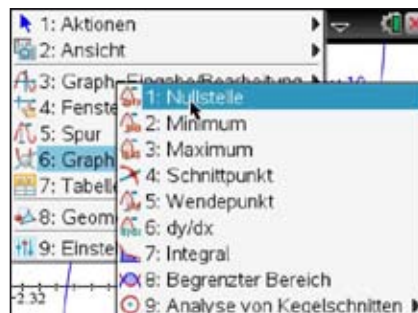 1: Aktionen
2: Ansicht
3: Graph-Eingabe/Bearbeitung
4: Fenste
5: Spur
6: Graph
7: Tabell
8: Geom
9: Einste
1: Nullstelle
2: Minimum
3: Maximum
4: Schnittpunkt
5: Wendepunkt
6: dy/dx
7: Integral
8: Begrenzter Bereich
9: Analyse von Kegelschnitten
10
-2.32